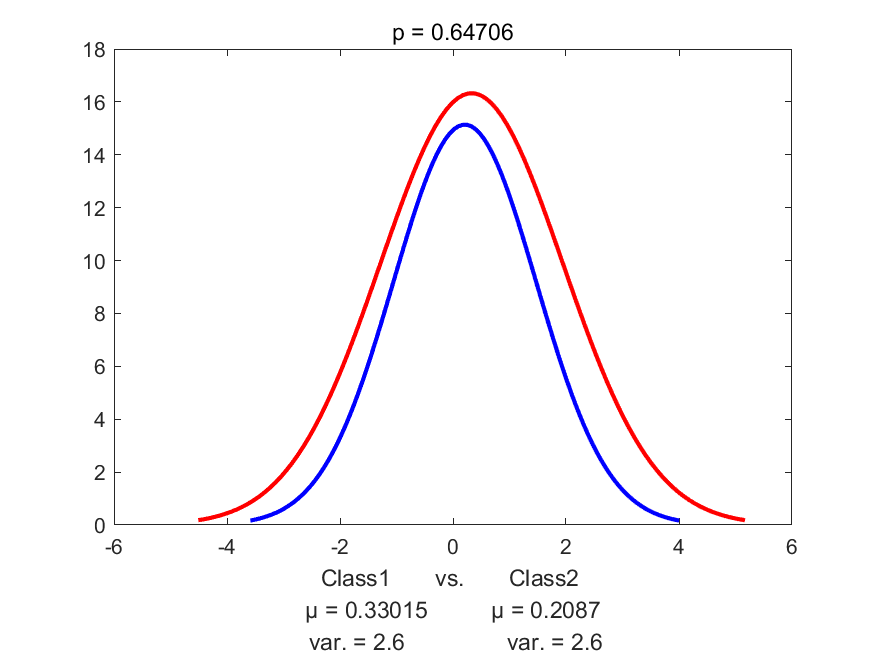 p = 0.64706
18
16
14
12
10
8
6
4
2
0
-6 -4 -2 0 2 4 6
Class1 vs. Class2
μ = 0.33015 μ = 0.2087
var. = 2.6 var. = 2.6